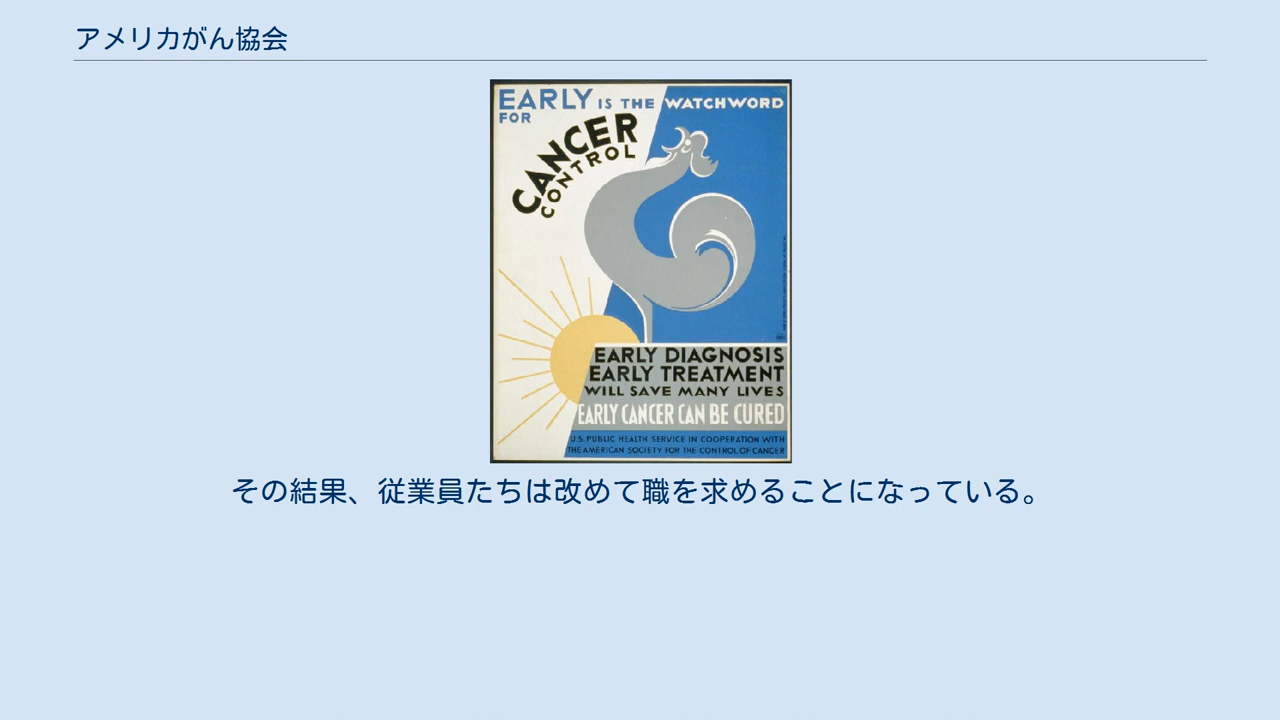 アメリカがん協会
EARLY IS THE WATCHWORD
FOR
CANCER
CONTROL
EARLY DIAGNOSIS
EARLY TREATMENT
WILL SAVE MANY LIVES
EARLY CANCER CAN BE CURED
U.S. PUBLIC HEALTH SERVICE IN COOPERATION WITH
THE AMERICAN SOCIETY FOR THE CONTROL OF CANCER
その結果、従業員たちは改めて職を求めることになっている。